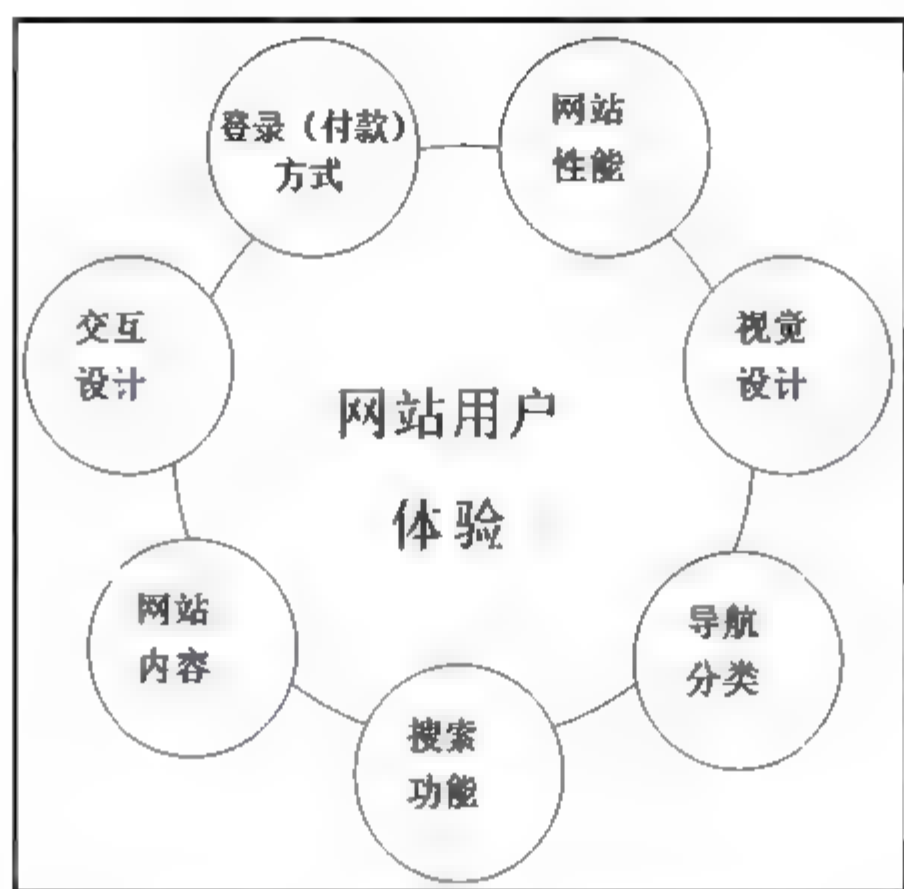 登录（付款）
方式
网站
性能
交互
设计
视觉
设计
网站用户
体验
网站
内容
导航
分类
搜索
功能